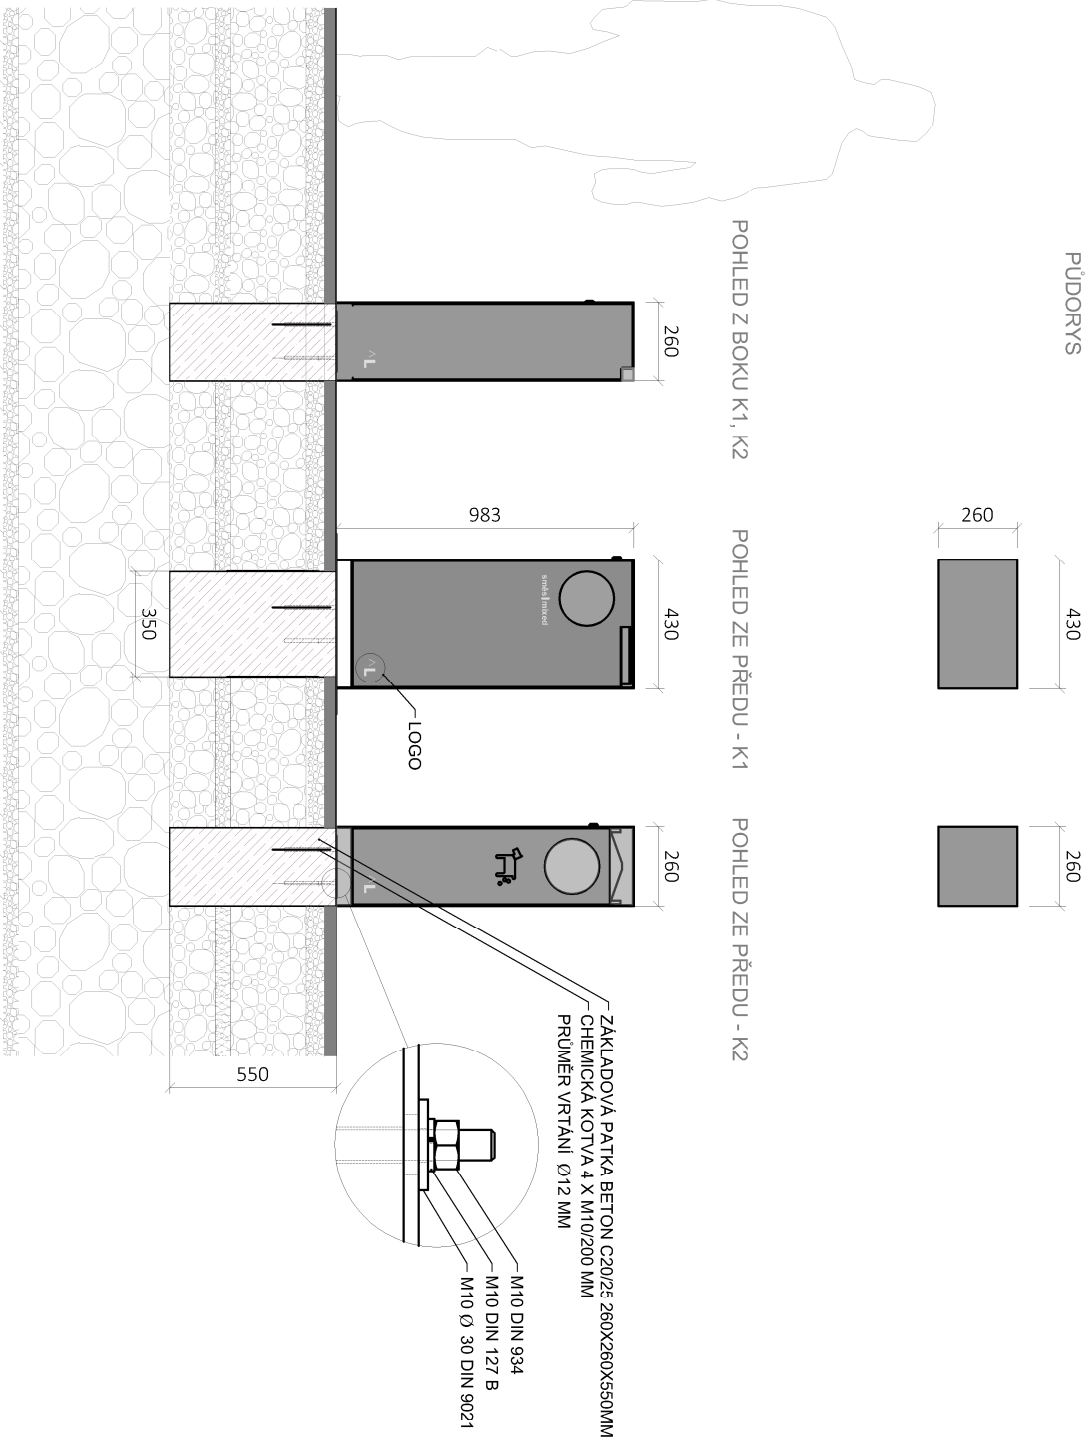 PŮDORYS
430
260
260
POHLED Z BOKU K1, K2
POHLED ZE PŘEDU - K1
POHLED ZE PŘEDU - K2
260
430
260
983
směs mixed
^L
^L
^L
LOGO
350
550
ZÁKLADOVÁ PATKA BETON C20/25 260X260X550MM
CHEMICKÁ KOTVA 4 X M10/200 MM
PRŮMĚR VRTÁNÍ Ø12 MM
M10 DIN 934
M10 DIN 127 B
M10 Ø 30 DIN 9021